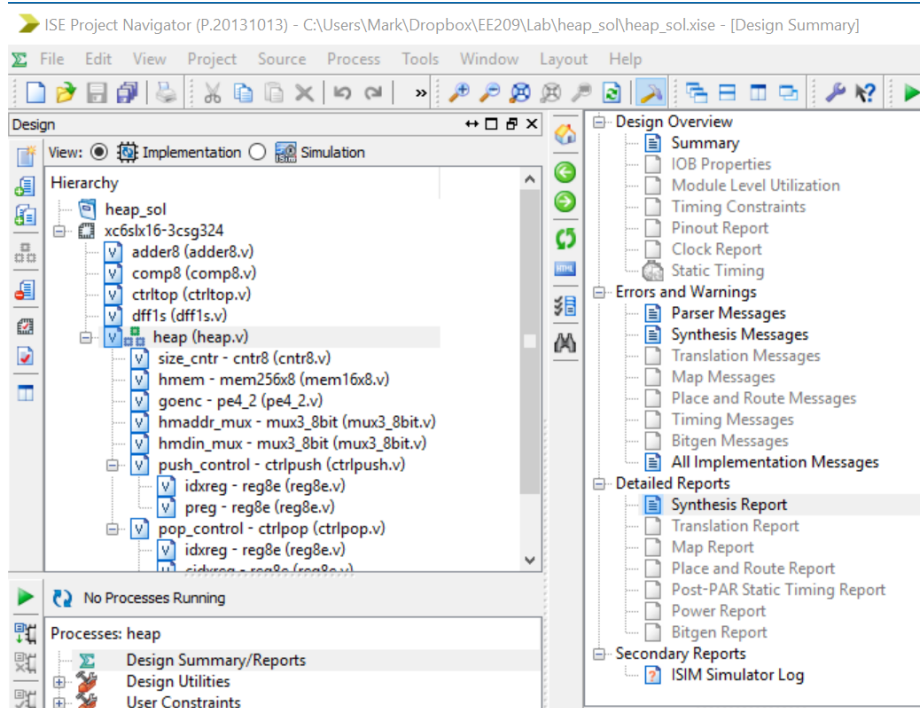 ISE Project Navigator (P.20131013) - C:\Users\Mark\Dropbox\EE209\Lab\heap_sol\heap_sol.xise - [Design Summary]
File Edit View Project Source Process Tools Window Layout Help
Design
View: Implementation Simulation
Hierarchy
heap_sol
xc6slx16-3csg324
adder8 (adder8.v)
comp8 (comp8.v)
ctrltop (ctrltop.v)
dff1s (dff1s.v)
heap (heap.v)
size_cntr - cntr8 (cntr8.v)
hmem - mem256x8 (mem16x8.v)
goenc - pe4_2 (pe4_2.v)
hmaddr_mux - mux3_8bit (mux3_8bit.v)
hmdin_mux - mux3_8bit (mux3_8bit.v)
push_control - ctrlpush (ctrlpush.v)
idxreg - reg8e (reg8e.v)
preg - reg8e (reg8e.v)
pop_control - ctrlpop (ctrlpop.v)
idxreg - reg8e (reg8e.v)
cidxreg - reg8e (reg8e.v)
No Processes Running
Processes: heap
Design Summary/Reports
Design Utilities
User Constraints
Design Overview
Summary
IOB Properties
Module Level Utilization
Timing Constraints
Pinout Report
Clock Report
Static Timing
Errors and Warnings
Parser Messages
Synthesis Messages
Translation Messages
Map Messages
Place and Route Messages
Timing Messages
Bitgen Messages
All Implementation Messages
Detailed Reports
Synthesis Report
Translation Report
Map Report
Place and Route Report
Post-PAR Static Timing Report
Power Report
Bitgen Report
Secondary Reports
ISIM Simulator Log